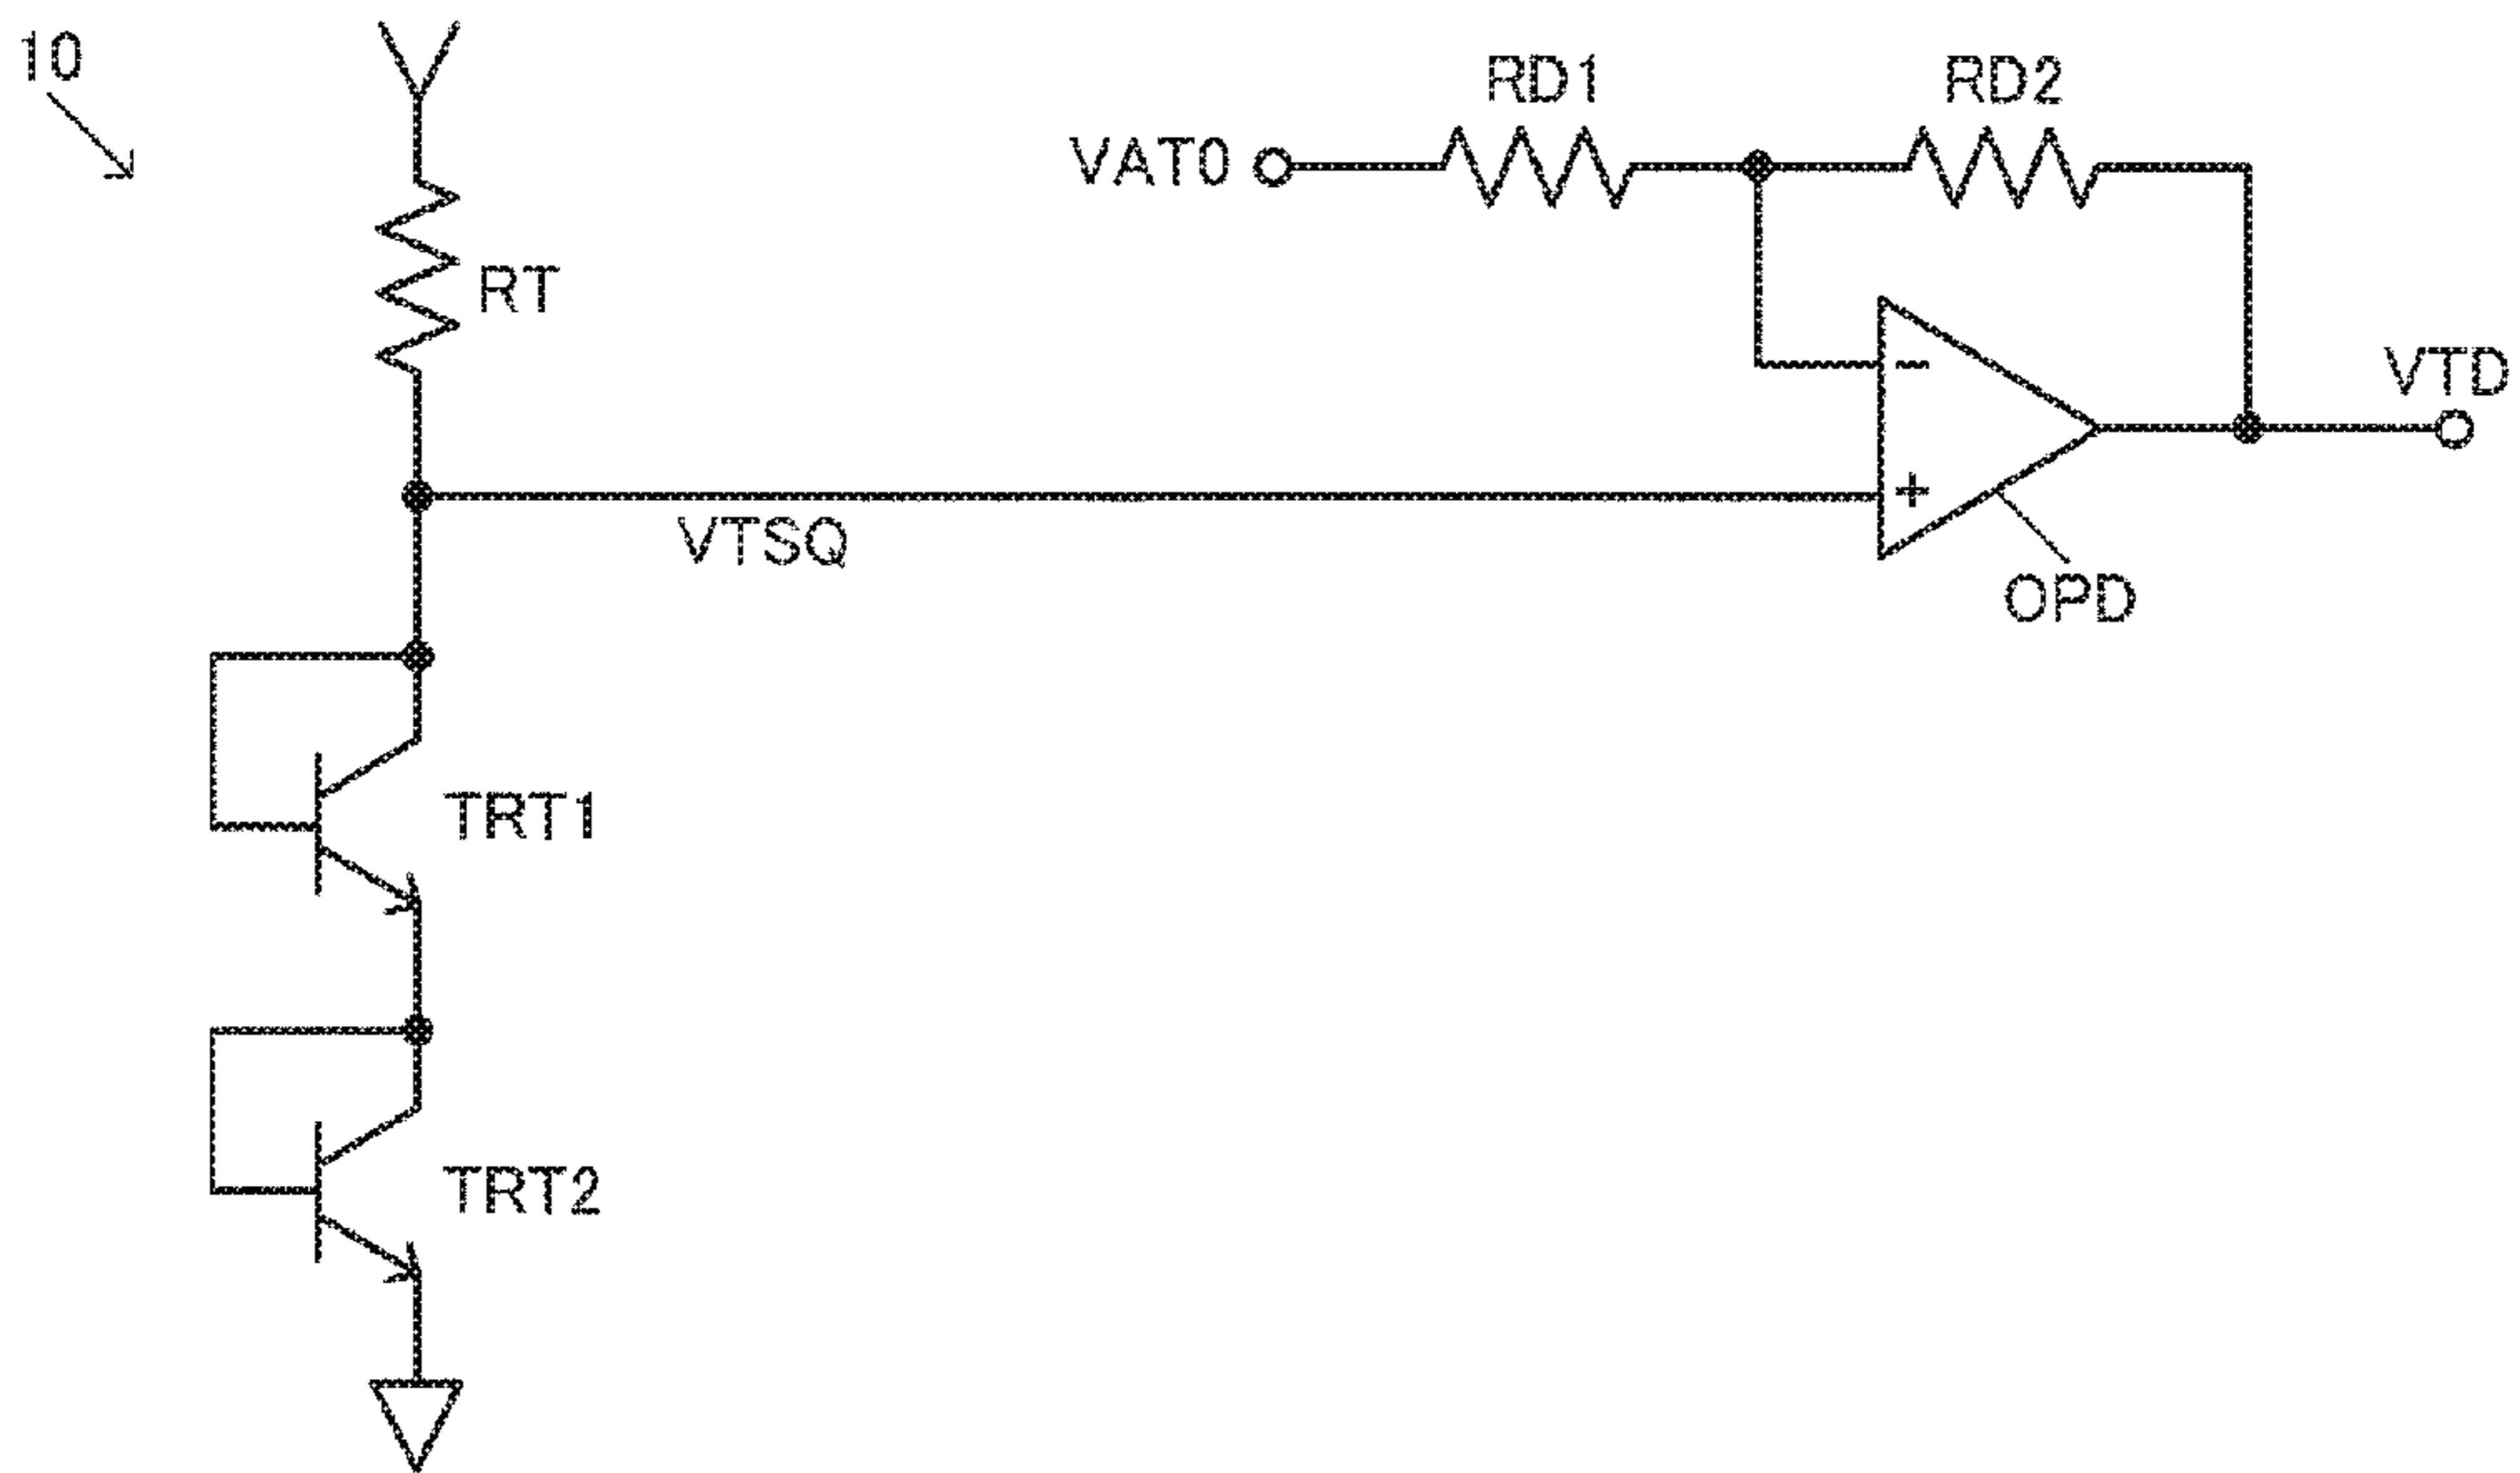 10
RD1
RD2
VAT0
RT
VTD
-
+
VTSQ
OPD
TRT1
TRT2